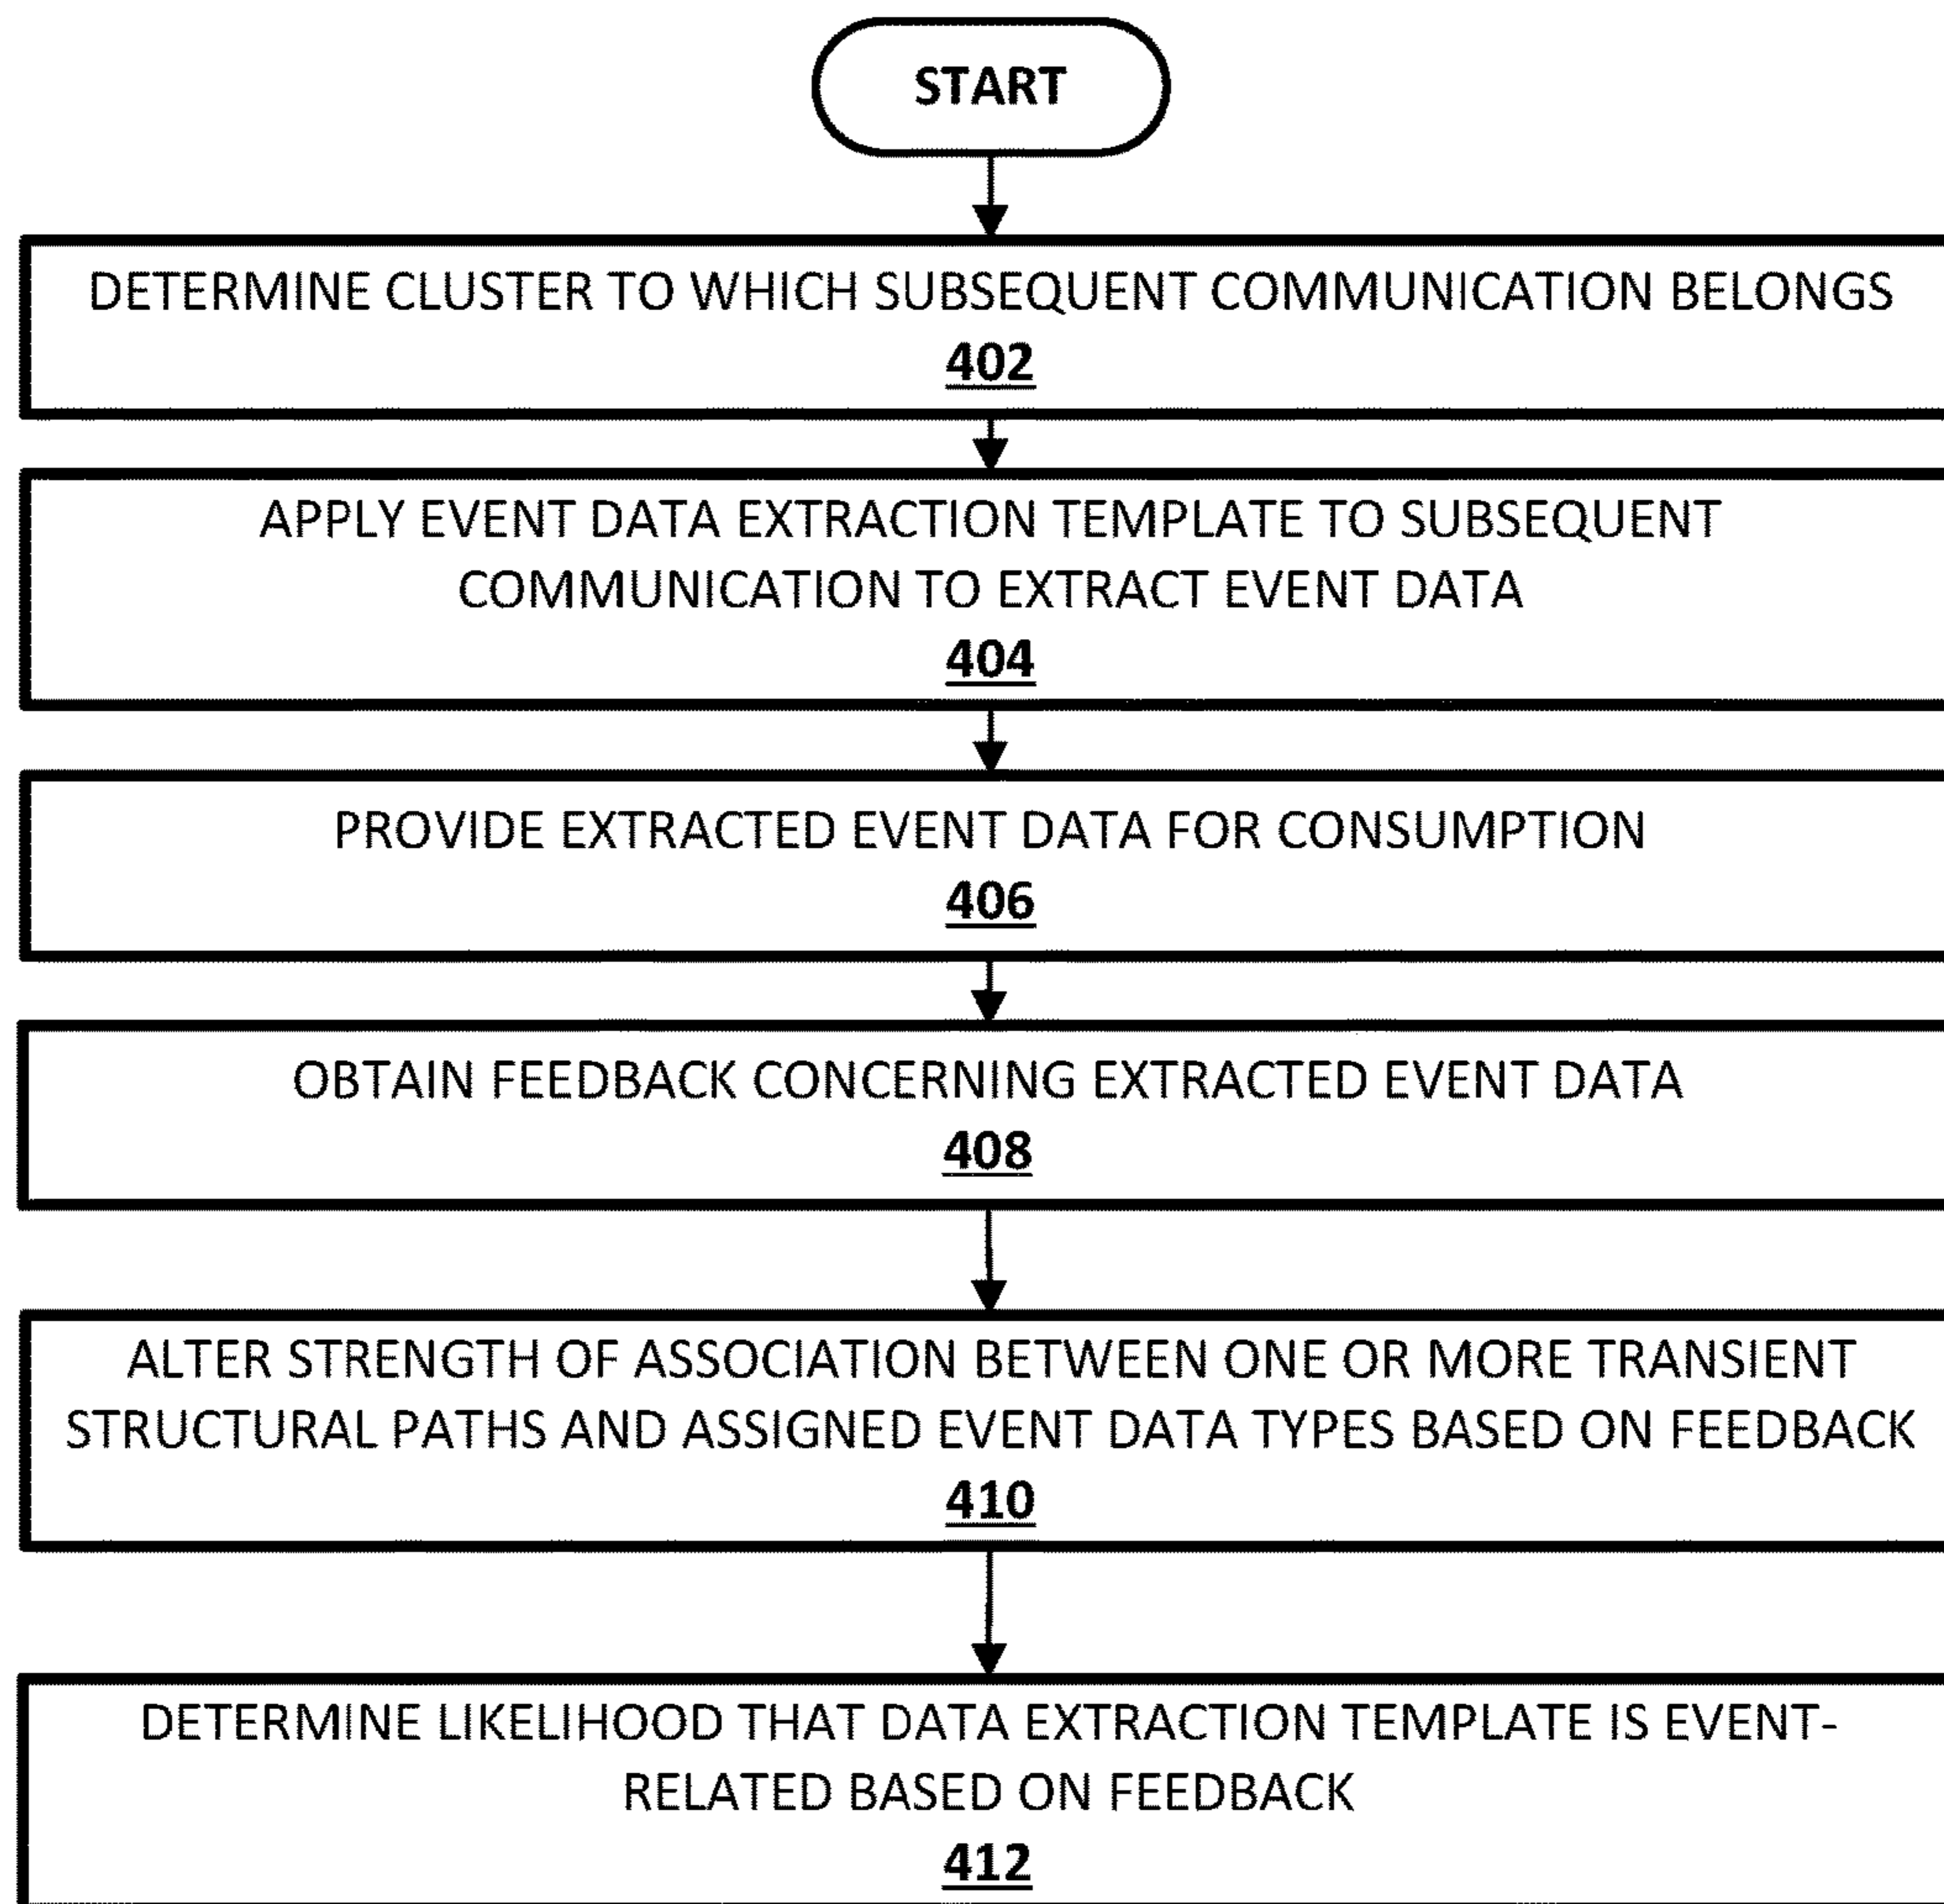 START
DETERMINE CLUSTER TO WHICH SUBSEQUENT COMMUNICATION BELONGS
402
APPLY EVENT DATA EXTRACTION TEMPLATE TO SUBSEQUENT
COMMUNICATION TO EXTRACT EVENT DATA
404
PROVIDE EXTRACTED EVENT DATA FOR CONSUMPTION
406
OBTAIN FEEDBACK CONCERNING EXTRACTED EVENT DATA
408
ALTER STRENGTH OF ASSOCIATION BETWEEN ONE OR MORE TRANSIENT
STRUCTURAL PATHS AND ASSIGNED EVENT DATA TYPES BASED ON FEEDBACK
410
DETERMINE LIKELIHOOD THAT DATA EXTRACTION TEMPLATE IS EVENT-
RELATED BASED ON FEEDBACK
412